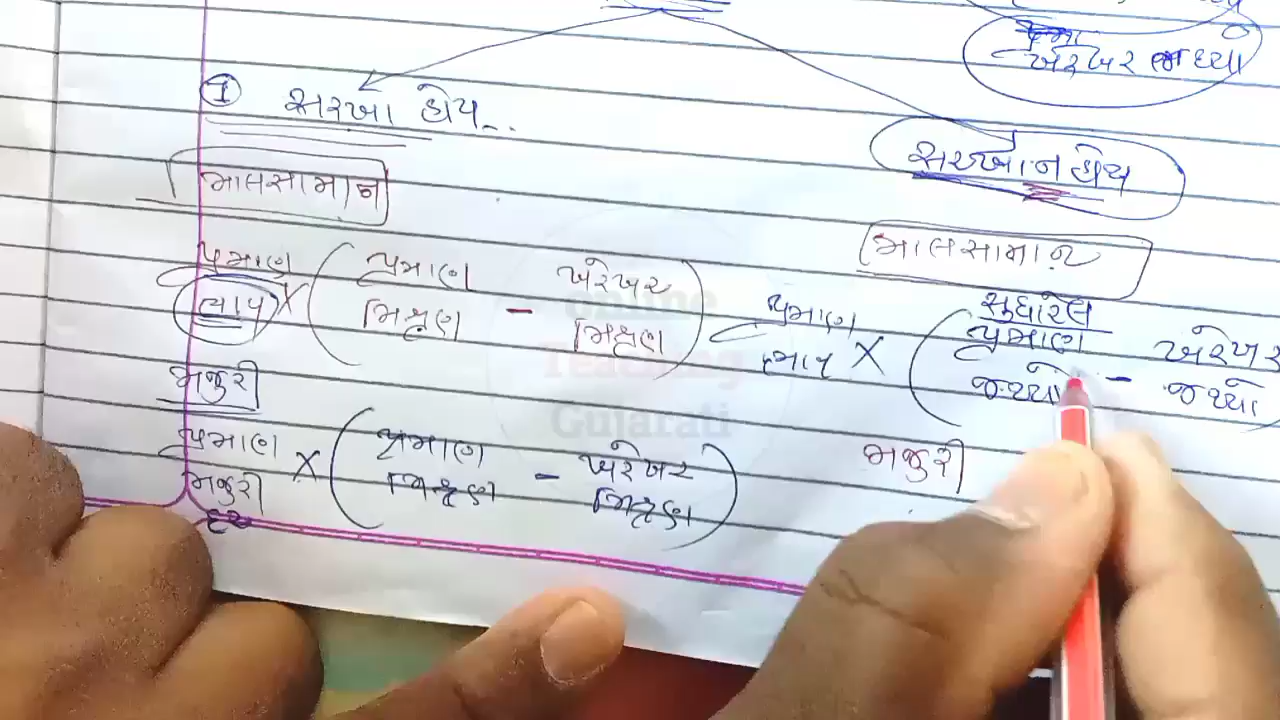 ખરેખર જથ્થો
① સરખા હોય..
સરખા ન હોય
માલસામાન
પ્રમાણ
ભાવ × (પ્રમાણ મિશ્રણ - ખરેખર મિશ્રણ)
મજુરી
પ્રમાણ
મજુરી
દર × (પ્રમાણ મિશ્રણ - ખરેખર મિશ્રણ)
માલસામાન
પ્રમાણ
ભાવ × (સુધારેલ પ્રમાણ જથ્થો - ખરેખર જથ્થો
મજુરી
online
Teaching
Gujarati